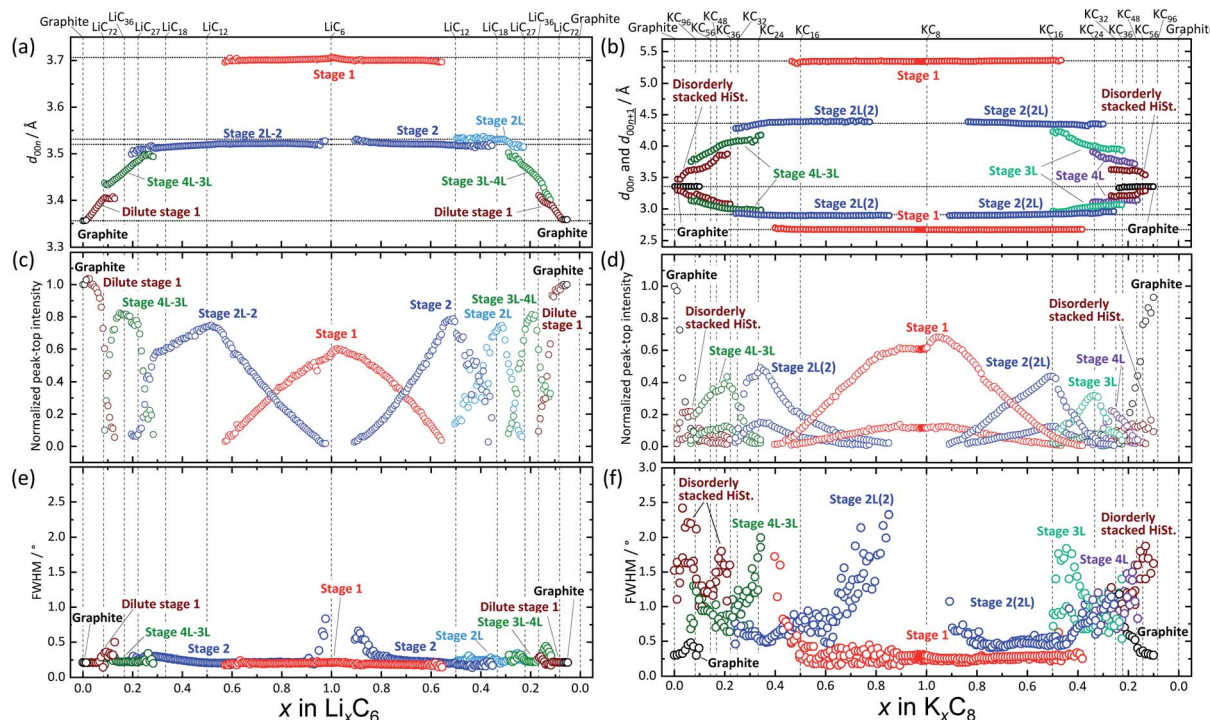 Graphite LiC72 LiC36 LiC27 LiC18 LiC12 LiC6 LiC12 LiC18 LiC27 LiC36 LiC72 Graphite
(a)
3.7
3.6
3.5
3.4
3.3
d00n / Å
Stage 1
Stage 2L-2
Stage 2
Stage 2L
Stage 4L-3L
Stage 3L-4L
Dilute stage 1
Dilute stage 1
Graphite
Graphite
Graphite KC96 KC56 KC48 KC36 KC32 KC24 KC16 KC8 KC16 KC24 KC32 KC36 KC48 KC56 KC96 Graphite
(b)
5.5
5.0
4.5
4.0
3.5
3.0
2.5
d00n and d00n+1 / Å
Stage 1
Disorderly
stacked HiSt.
Disorderly
stacked HiSt.
Stage 2L(2)
Stage 2(2L)
Stage 4L-3L
Stage 3L
Stage 4L
Stage 2L(2)
Stage 2(2L)
Stage 1
Graphite
Graphite
(c)
1.0
0.8
0.6
0.4
0.2
0.0
Normalized peak-top intensity
Graphite
Dilute stage 1
Stage 4L-3L
Stage 2L-2
Stage 1
Stage 2
Stage 3L-4L
Stage 2L
Graphite
Dilute stage 1
(d)
1.0
0.8
0.6
0.4
0.2
0.0
Normalized peak-top intensity
Graphite
Disorderly
stacked HiSt.
Stage 4L-3L
Stage 2L(2)
Stage 1
Stage 2(2L)
Stage 3L
Stage 4L
Disorderly
stacked HiSt.
Graphite
(e)
2.5
2.0
1.5
1.0
0.5
0.0
FWHM / °
Graphite
Dilute stage 1
Stage 4L-3L
Stage 2
Stage 1
Stage 2
Stage 2L
Dilute stage 1
Stage 3L-4L
Graphite
0.0 0.2 0.4 0.6 0.8 1.0 0.8 0.6 0.4 0.2 0.0
x in LixC6
(f)
3.0
2.5
2.0
1.5
1.0
0.5
0.0
FWHM / °
Disorderly
stacked HiSt.
Stage 4L-3L
Stage 2L(2)
Stage 1
Stage 2(2L)
Stage 3L
Stage 4L
Diorderly
stacked HiSt.
Graphite
Graphite
0.0 0.2 0.4 0.6 0.8 1.0 0.8 0.6 0.4 0.2 0.0
x in KxC8